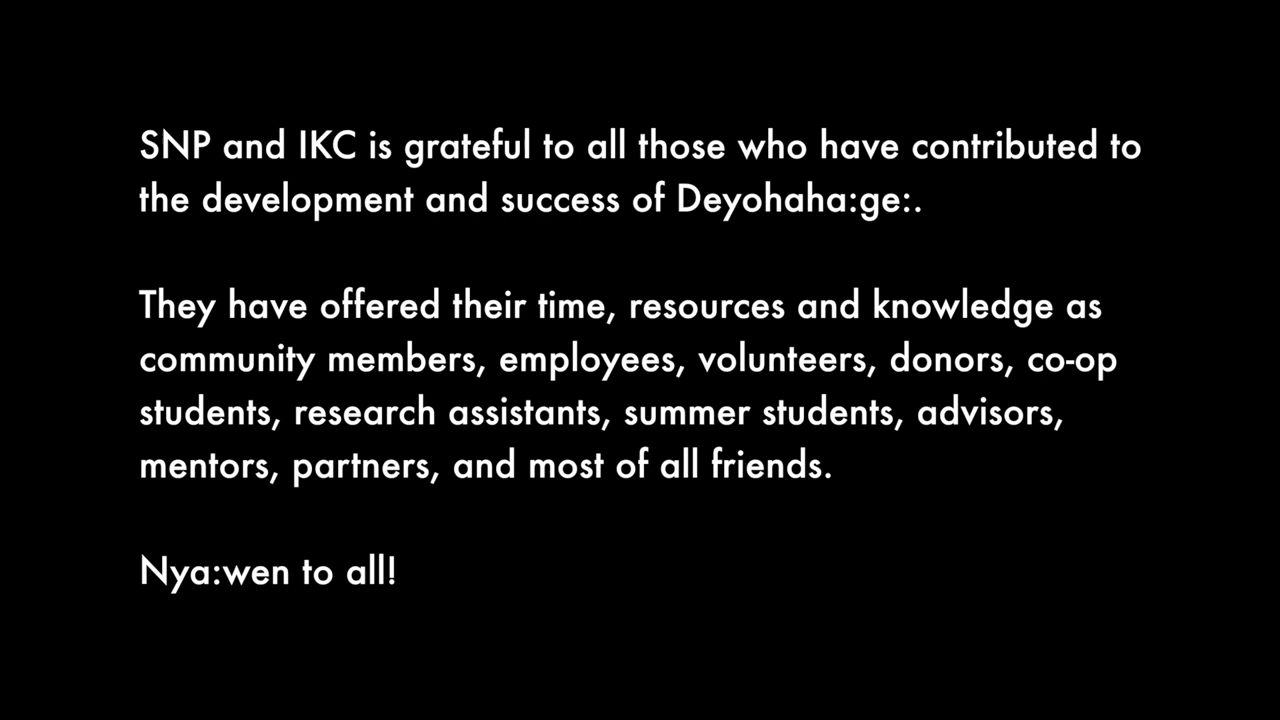 SNP and IKC is grateful to all those who have contributed to
the development and success of Deyohaha:ge:.
They have offered their time, resources and knowledge as
community members, employees, volunteers, donors, co-op
students, research assistants, summer students, advisors,
mentors, partners, and most of all friends.
Nya:wen to all!